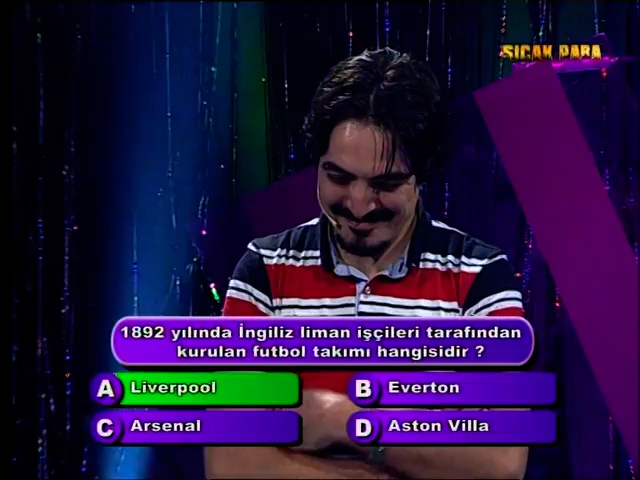 SICAK PARA
1892 yılında İngiliz liman işçileri tarafından
kurulan futbol takımı hangisidir ?
A Liverpool
B Everton
C Arsenal
D Aston Villa